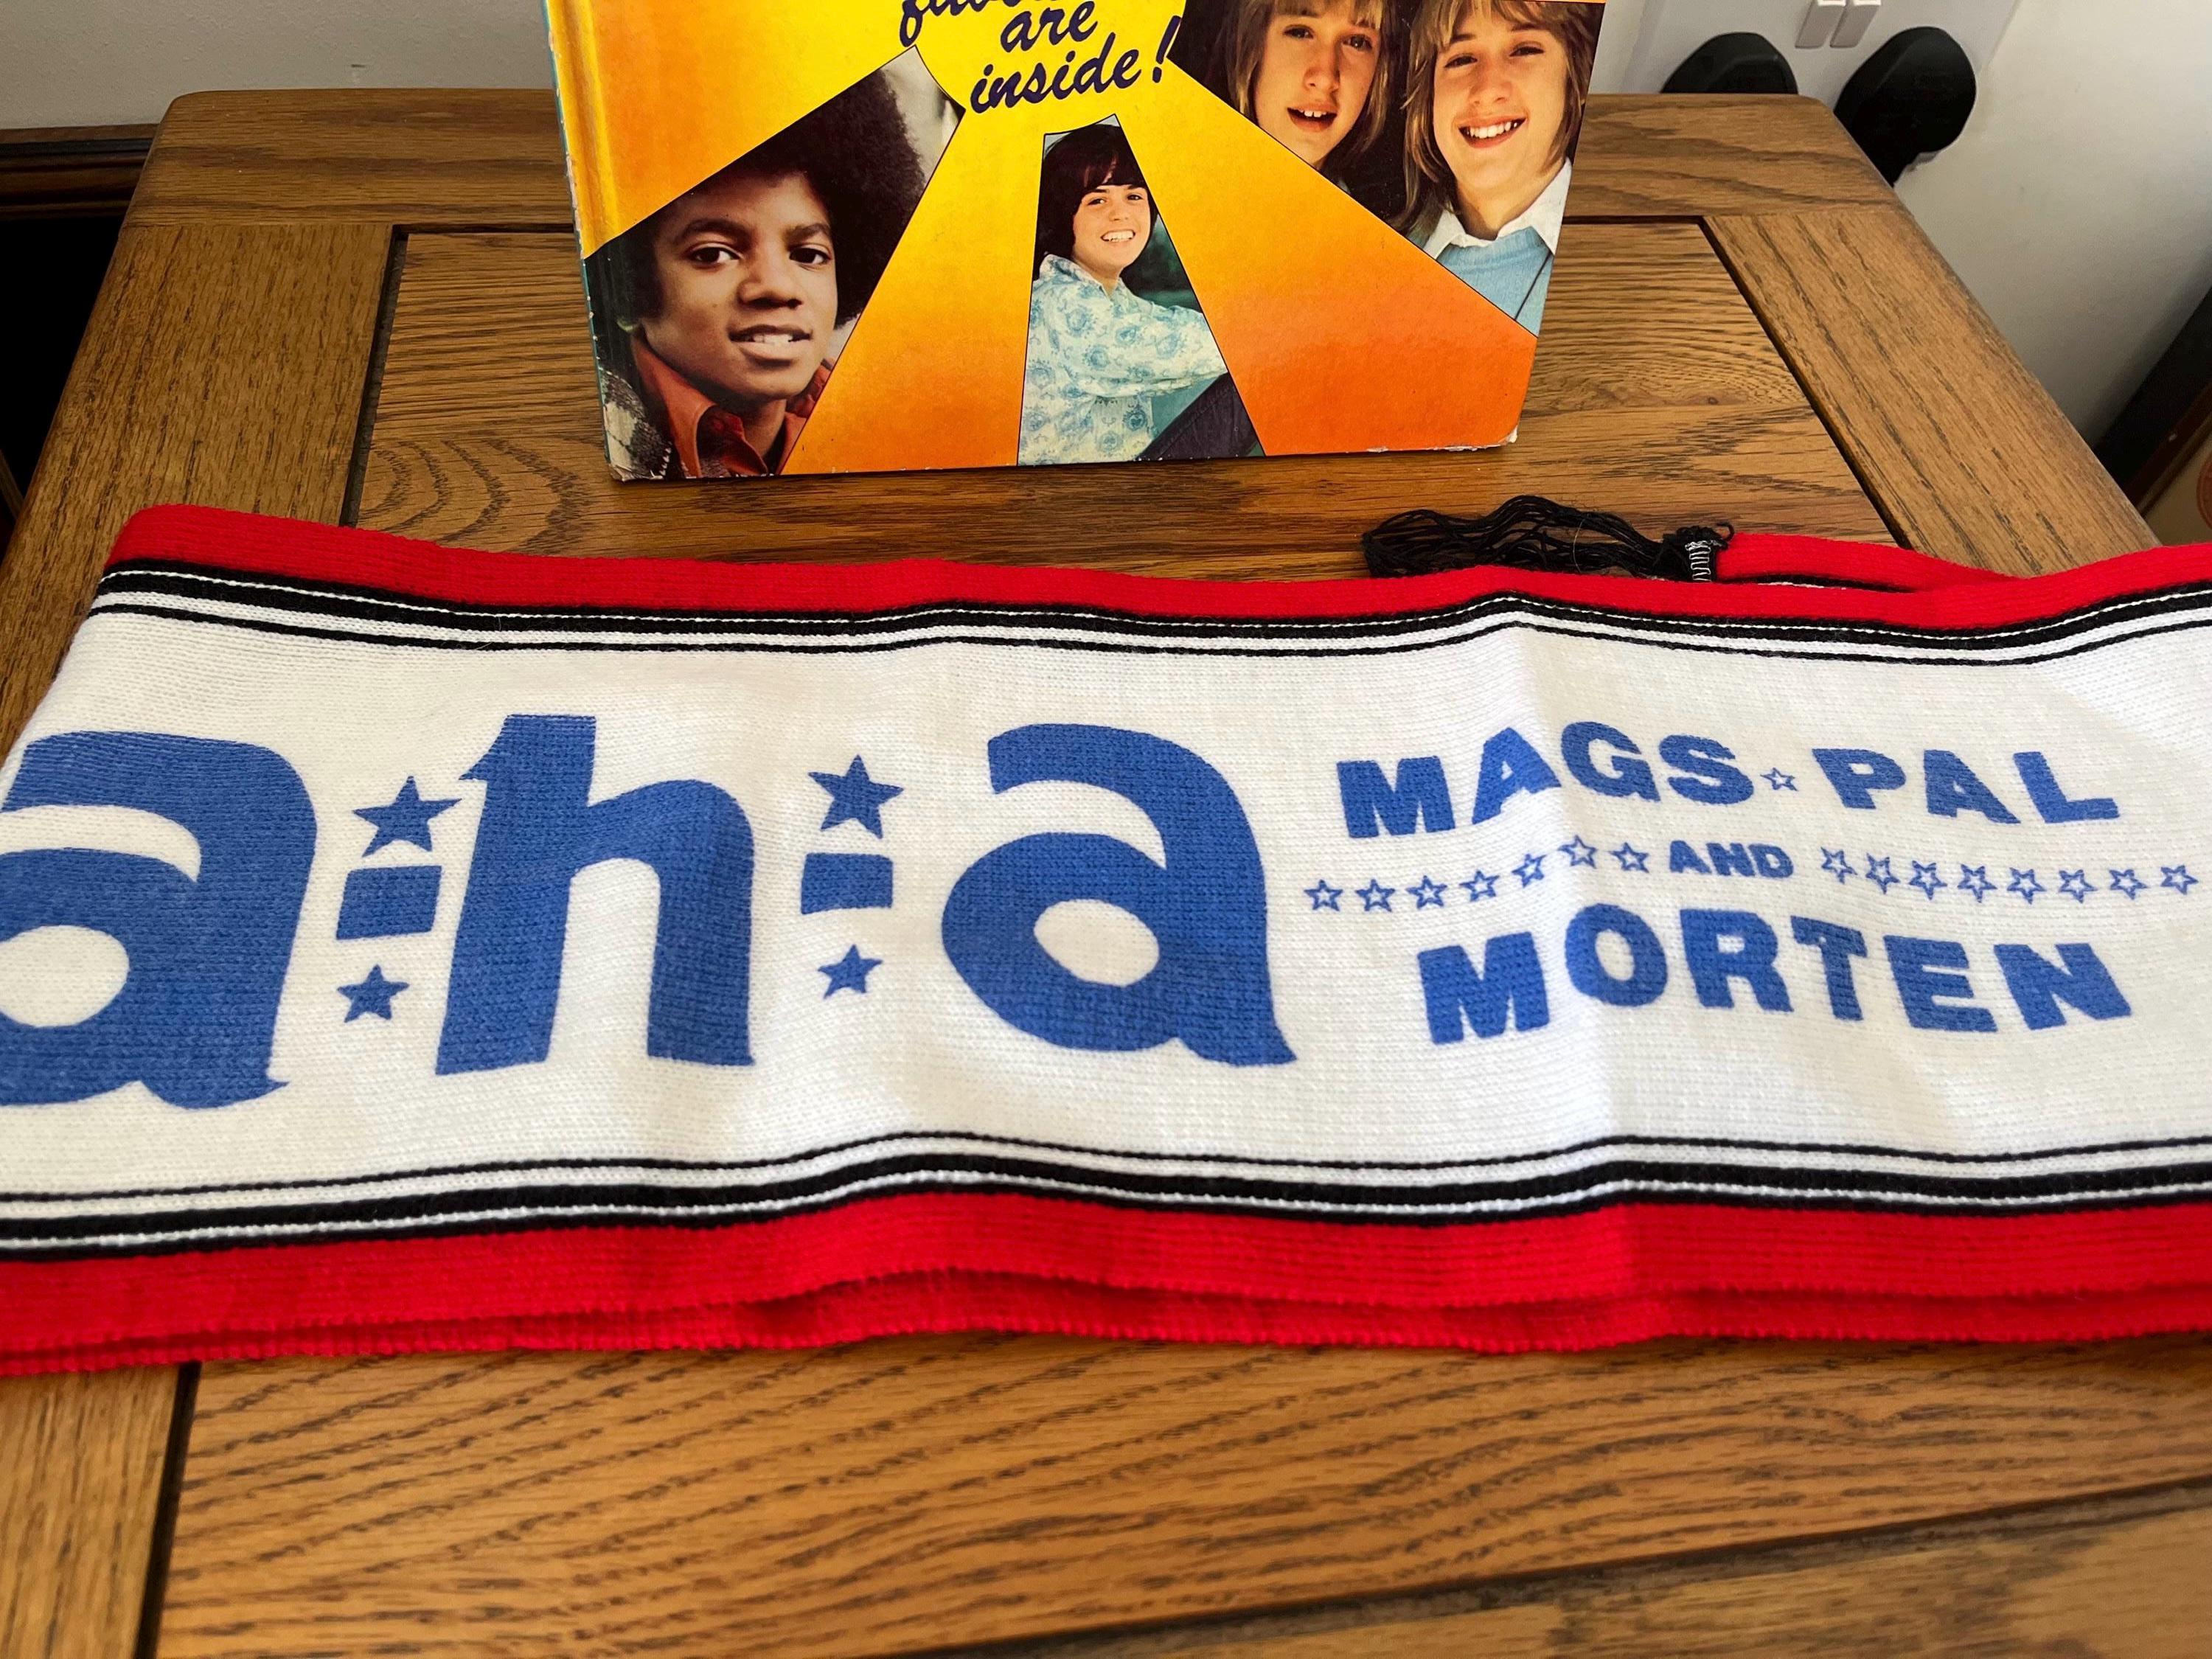 are
inside!
a-h-a
MAGS☆PAL
☆☆☆☆☆☆☆AND☆☆☆☆☆☆☆☆
MORTEN